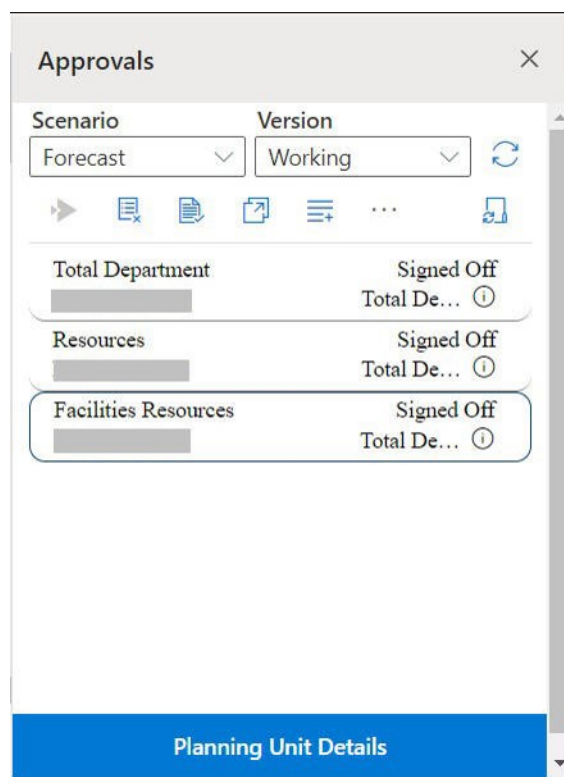 Approvals
Scenario Version
Forecast Working
...
Total Department Signed Off
Total De... 
Resources Signed Off
Total De...
Facilities Resources Signed Off
Total De...
Planning Unit Details